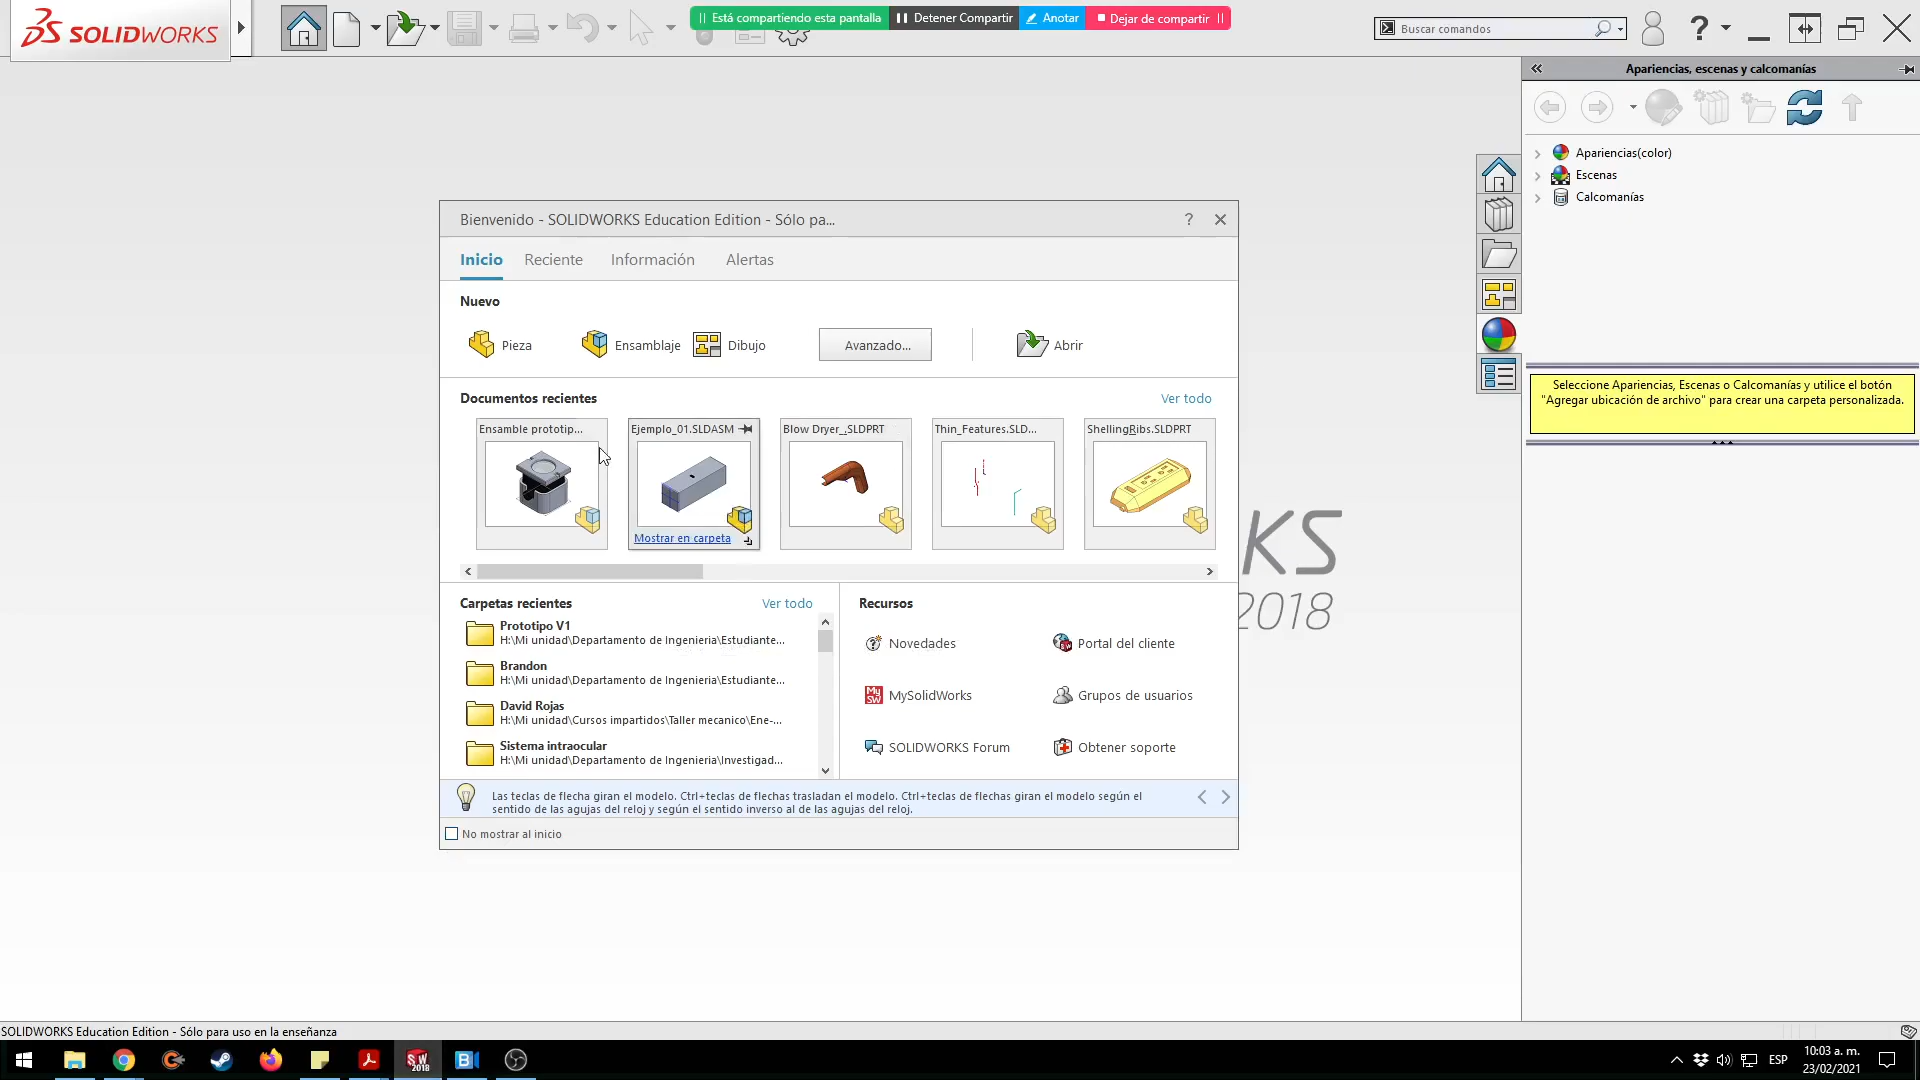 SOLIDWORKS
Está compartiendo esta pantalla
Detener Compartir
Anotar
Dejar de compartir
Buscar comandos
?
Apariencias, escenas y calcomanías
Apariencias(color)
Escenas
Calcomanías
Seleccione Apariencias, Escenas o Calcomanías y utilice el botón
"Agregar ubicación de archivo" para crear una carpeta personalizada.
Bienvenido - SOLIDWORKS Education Edition - Sólo pa...
?
Inicio
Reciente
Información
Alertas
Nuevo
Pieza
Ensamblaje
Dibujo
Avanzado...
Abrir
Documentos recientes
Ver todo
Ensamble prototip...
Ejemplo_01.SLDASM
Blow Dryer_.SLDPRT
Thin_Features.SLD...
ShellingRibs.SLDPRT
Mostrar en carpeta
KS
2018
Carpetas recientes
Ver todo
Prototipo V1
H:\Mi unidad\Departamento de Ingenieria\Estudiante...
Brandon
H:\Mi unidad\Departamento de Ingenieria\Estudiante...
David Rojas
H:\Mi unidad\Cursos impartidos\Taller mecanico\Ene-...
Sistema intraocular
H:\Mi unidad\Departamento de Ingenieria\Investigad...
Recursos
Novedades
Portal del cliente
MySolidWorks
Grupos de usuarios
SOLIDWORKS Forum
Obtener soporte
Las teclas de flecha giran el modelo. Ctrl+teclas de flechas trasladan el modelo. Ctrl+teclas de flechas giran el modelo según el
sentido de las agujas del reloj y según el sentido inverso al de las agujas del reloj.
No mostrar al inicio
SOLIDWORKS Education Edition - Sólo para uso en la enseñanza
ESP
10:03 a. m.
23/02/2021